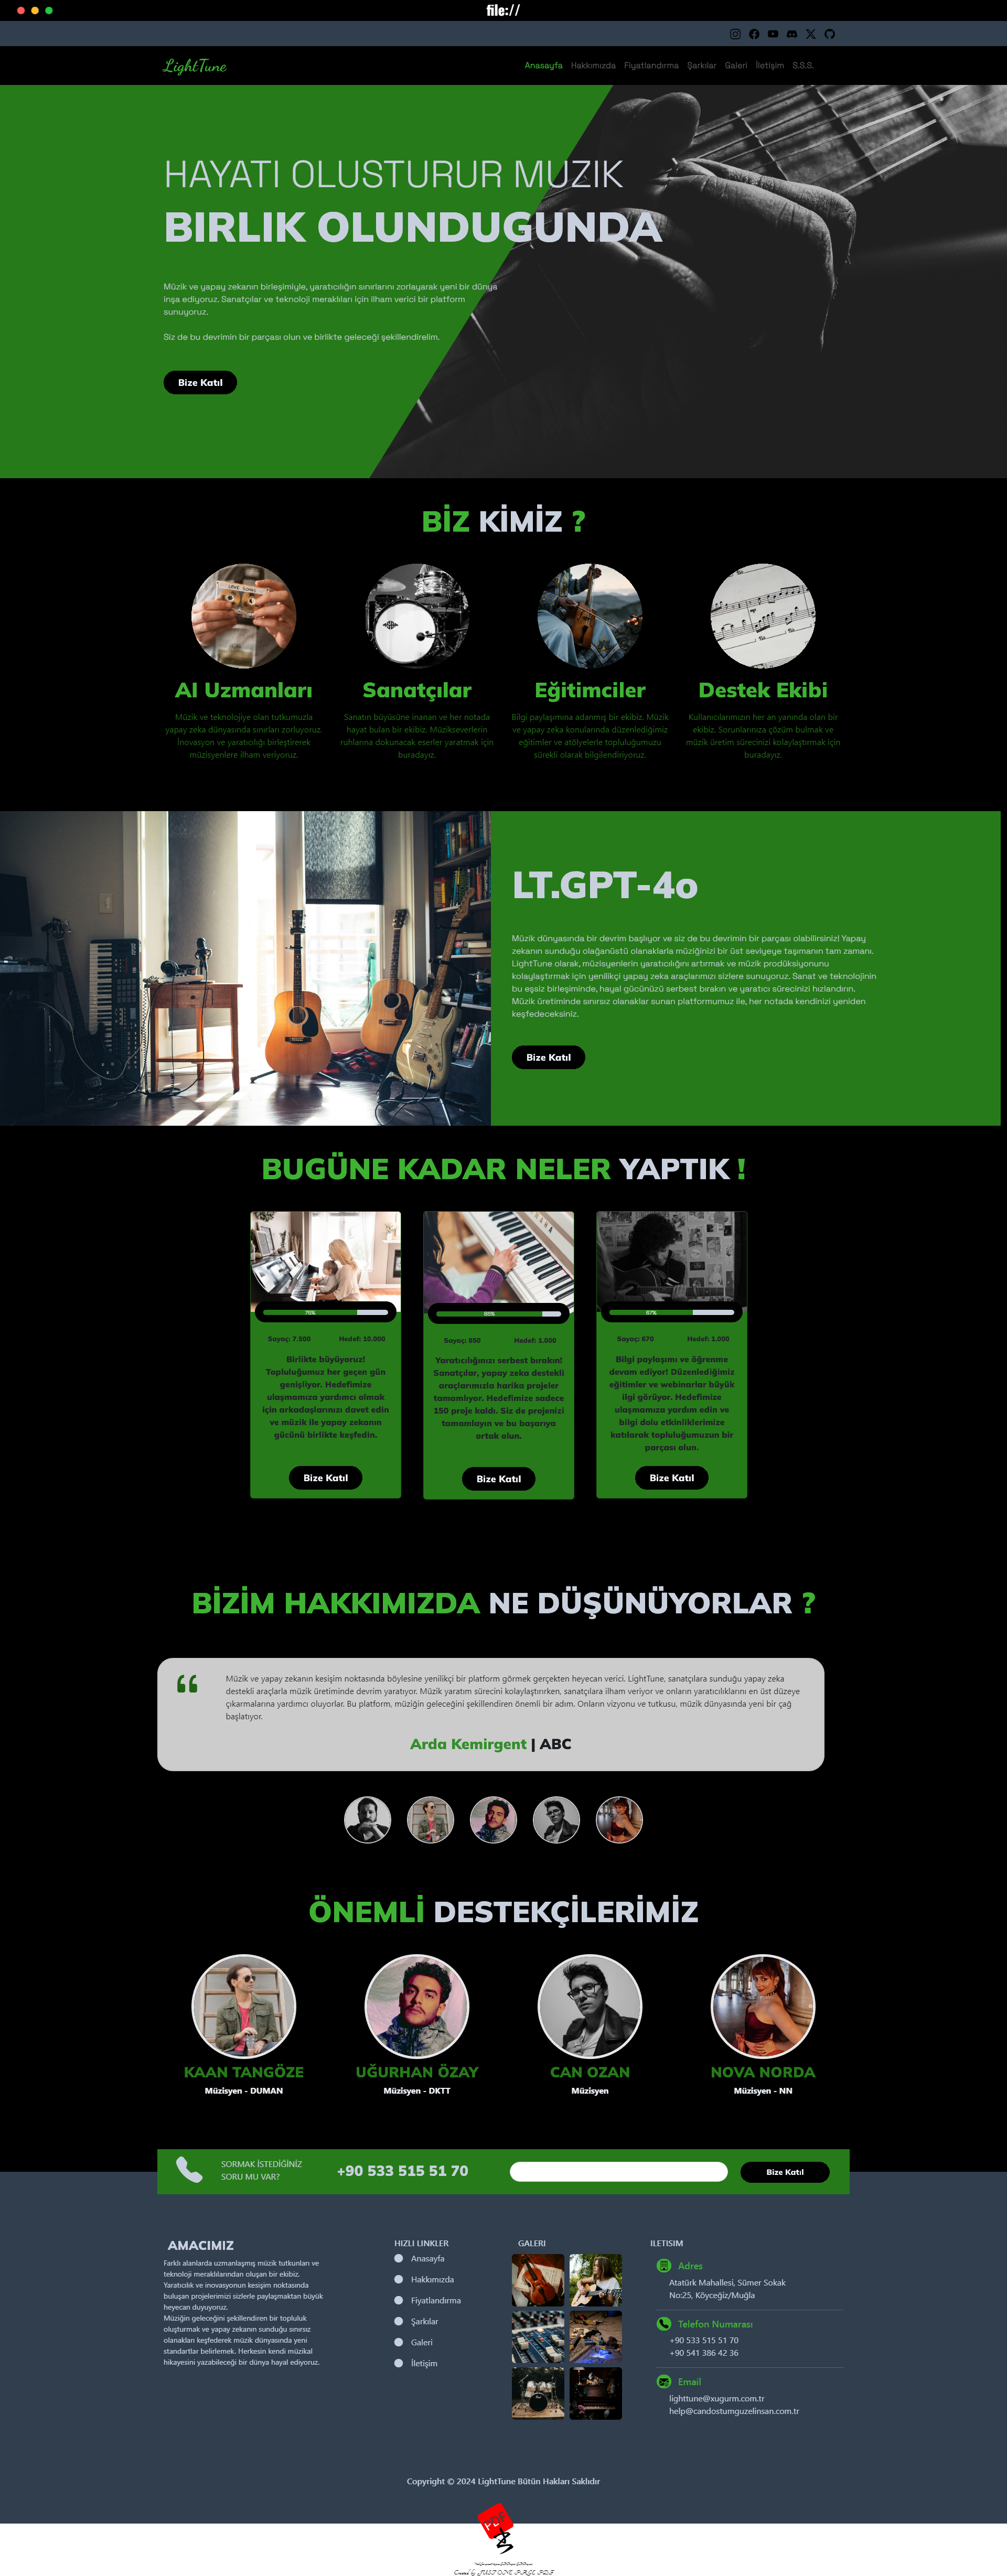 file://
LightTune
Anasayfa Hakkımızda Fiyatlandırma Şarkılar Galeri İletişim S.S.S.
HAYATI OLUSTURUR MUZIK
BIRLIK OLUNDUGUNDA
Müzik ve yapay zekanın birleşimiyle, yaratıcılığın sınırlarını zorlayarak yeni bir dünya
inşa ediyoruz. Sanatçılar ve teknoloji meraklıları için ilham verici bir platform
sunuyoruz.
Siz de bu devrimin bir parçası olun ve birlikte geleceği şekillendirelim.
Bize Katıl
BİZ KİMİZ ?
AI Uzmanları
Müzik ve teknolojiye olan tutkumuzla
yapay zeka dünyasında sınırları zorluyoruz.
İnovasyon ve yaratıcılığı birleştirerek
müzisyenlere ilham veriyoruz.
Sanatçılar
Sanatın büyüsüne inanan ve her notada
hayat bulan bir ekibiz. Müzikseverlerin
ruhlarına dokunacak eserler yaratmak için
buradayız.
Eğitimciler
Bilgi paylaşımına adanmış bir ekibiz. Müzik
ve yapay zeka konularında düzenlediğimiz
eğitimler ve atölyelerle topluluğumuzu
sürekli olarak bilgilendiriyoruz.
Destek Ekibi
Kullanıcılarımızın her an yanında olan bir
ekibiz. Sorunlarınıza çözüm bulmak ve
müzik üretim sürecinizi kolaylaştırmak için
buradayız.
LT.GPT-4o
Müzik dünyasında bir devrim başlıyor ve siz de bu devrimin bir parçası olabilirsiniz! Yapay
zekanın sunduğu olağanüstü olanaklarla müziğinizi bir üst seviyeye taşımanın tam zamanı.
LightTune olarak, müzisyenlerin yaratıcılığını artırmak ve müzik prodüksiyonunu
kolaylaştırmak için yenilikçi yapay zeka araçlarımızı sizlere sunuyoruz. Sanat ve teknolojinin
bu eşsiz birleşiminde, hayal gücünüzü serbest bırakın ve yaratıcı sürecinizi hızlandırın.
Müzik üretiminde sınırsız olanaklar sunan platformumuz ile, her notada kendinizi yeniden
keşfedeceksiniz.
Bize Katıl
BUGÜNE KADAR NELER YAPTIK !
75%
Sayaç: 7.500 Hedef: 10.000
Birlikte büyüyoruz!
Topluluğumuz her geçen gün
genişliyor. Hedefimize
ulaşmamıza yardımcı olmak
için arkadaşlarınızı davet edin
ve müzik ile yapay zekanın
gücünü birlikte keşfedin.
Bize Katıl
85%
Sayaç: 850 Hedef: 1.000
Yaratıcılığınızı serbest bırakın!
Sanatçılar, yapay zeka destekli
araçlarımızla harika projeler
tamamlıyor. Hedefimize sadece
150 proje kaldı. Siz de projenizi
tamamlayın ve bu başarıya
ortak olun.
Bize Katıl
67%
Sayaç: 670 Hedef: 1.000
Bilgi paylaşımı ve öğrenme
devam ediyor! Düzenlediğimiz
eğitimler ve webinarlar büyük
ilgi görüyor. Hedefimize
ulaşmamıza yardım edin ve
bilgi dolu etkinliklerimize
katılarak topluluğumuzun bir
parçası olun.
Bize Katıl
BİZİM HAKKIMIZDA NE DÜŞÜNÜYORLAR ?
Müzik ve yapay zekanın kesişim noktasında böylesine yenilikçi bir platform görmek gerçekten heyecan verici. LightTune, sanatçılara sunduğu yapay zeka
destekli araçlarla müzik üretiminde devrim yaratıyor. Müzik yaratım sürecini kolaylaştırırken, sanatçılara ilham veriyor ve onların yaratıcılıklarını en üst düzeye
çıkarmalarına yardımcı oluyorlar. Bu platform, müziğin geleceğini şekillendiren önemli bir adım. Onların vizyonu ve tutkusu, müzik dünyasında yeni bir çağ
başlatıyor.
Arda Kemirgent | ABC
ÖNEMLİ DESTEKÇİLERİMİZ
KAAN TANGÖZE
Müzisyen - DUMAN
UĞURHAN ÖZAY
Müzisyen - DKTT
CAN OZAN
Müzisyen
NOVA NORDA
Müzisyen - NN
SORMAK İSTEDİĞİNİZ
SORU MU VAR?
+90 533 515 51 70
Bize Katıl
AMACIMIZ
Farklı alanlarda uzmanlaşmış müzik tutkunları ve
teknoloji meraklılarından oluşan bir ekibiz.
Yaratıcılık ve inovasyonun kesişim noktasında
buluşan projelerimizi sizlerle paylaşmaktan büyük
heyecan duyuyoruz.
Müziğin geleceğini şekillendiren bir topluluk
oluşturmak ve yapay zekanın sunduğu sınırsız
olanakları keşfederek müzik dünyasında yeni
standartlar belirlemek. Herkesin kendi müzikal
hikayesini yazabileceği bir dünya hayal ediyoruz.
HIZLI LINKLER
Anasayfa
Hakkımızda
Fiyatlandırma
Şarkılar
Galeri
İletişim
GALERI
ILETISIM
Adres
Atatürk Mahallesi, Sümer Sokak
No:25, Köyceğiz/Muğla
Telefon Numarası
+90 533 515 51 70
+90 541 386 42 36
Email
lighttune@xugurm.com.tr
help@candostumguzelinsan.com.tr
Copyright © 2024 LightTune Bütün Hakları Saklıdır
PDF
Created by JUST ONE PAGE PDF